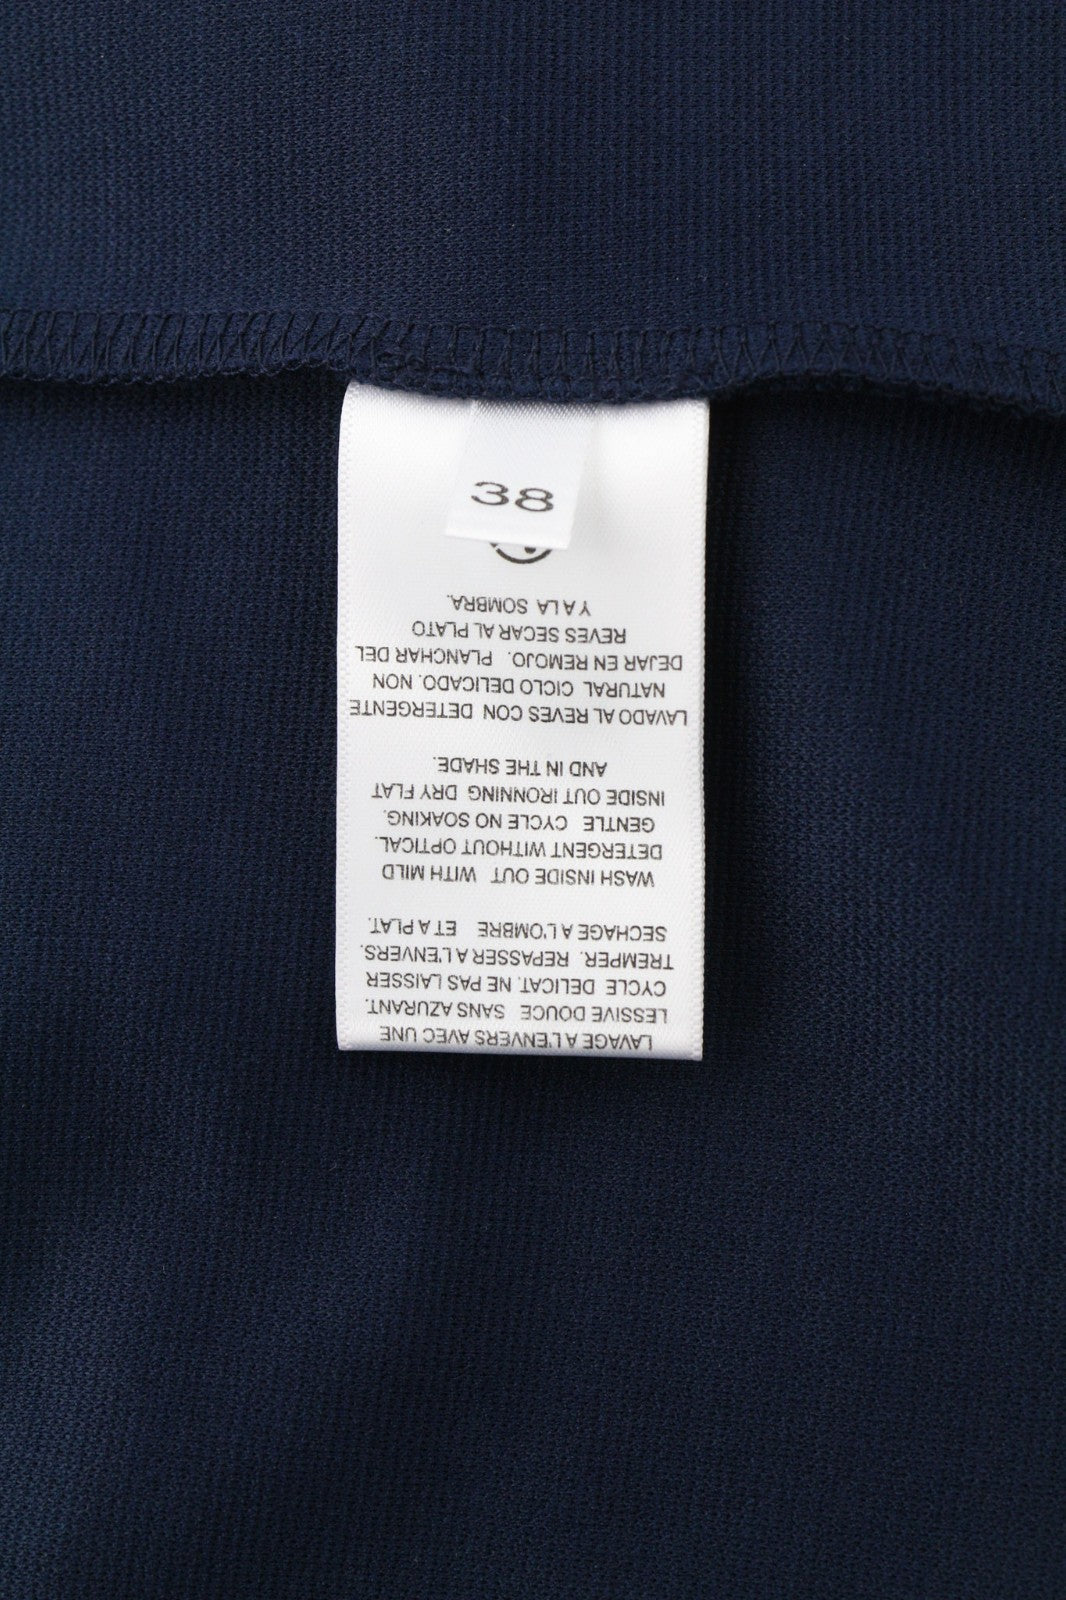 38
LAVAGE A L'ENVERS AVEC UNE
LESSIVE DOUCE SANS AZURANT.
CYCLE DELICAT. NE PAS LAISSER
TREMPER. REPASSER A L'ENVERS.
SECHAGE A L'OMBRE ET A PLAT.
WASH INSIDE OUT WITH MILD
DETERGENT WITHOUT OPTICAL.
GENTLE CYCLE NO SOAKING.
INSIDE OUT IRONNING DRY FLAT
AND IN THE SHADE.
LAVADO AL REVES CON DETERGENTE
NATURAL CICLO DELICADO. NON
DEJAR EN REMOJO. PLANCHAR DEL
REVES SECAR AL PLATO
Y A LA SOMBRA.